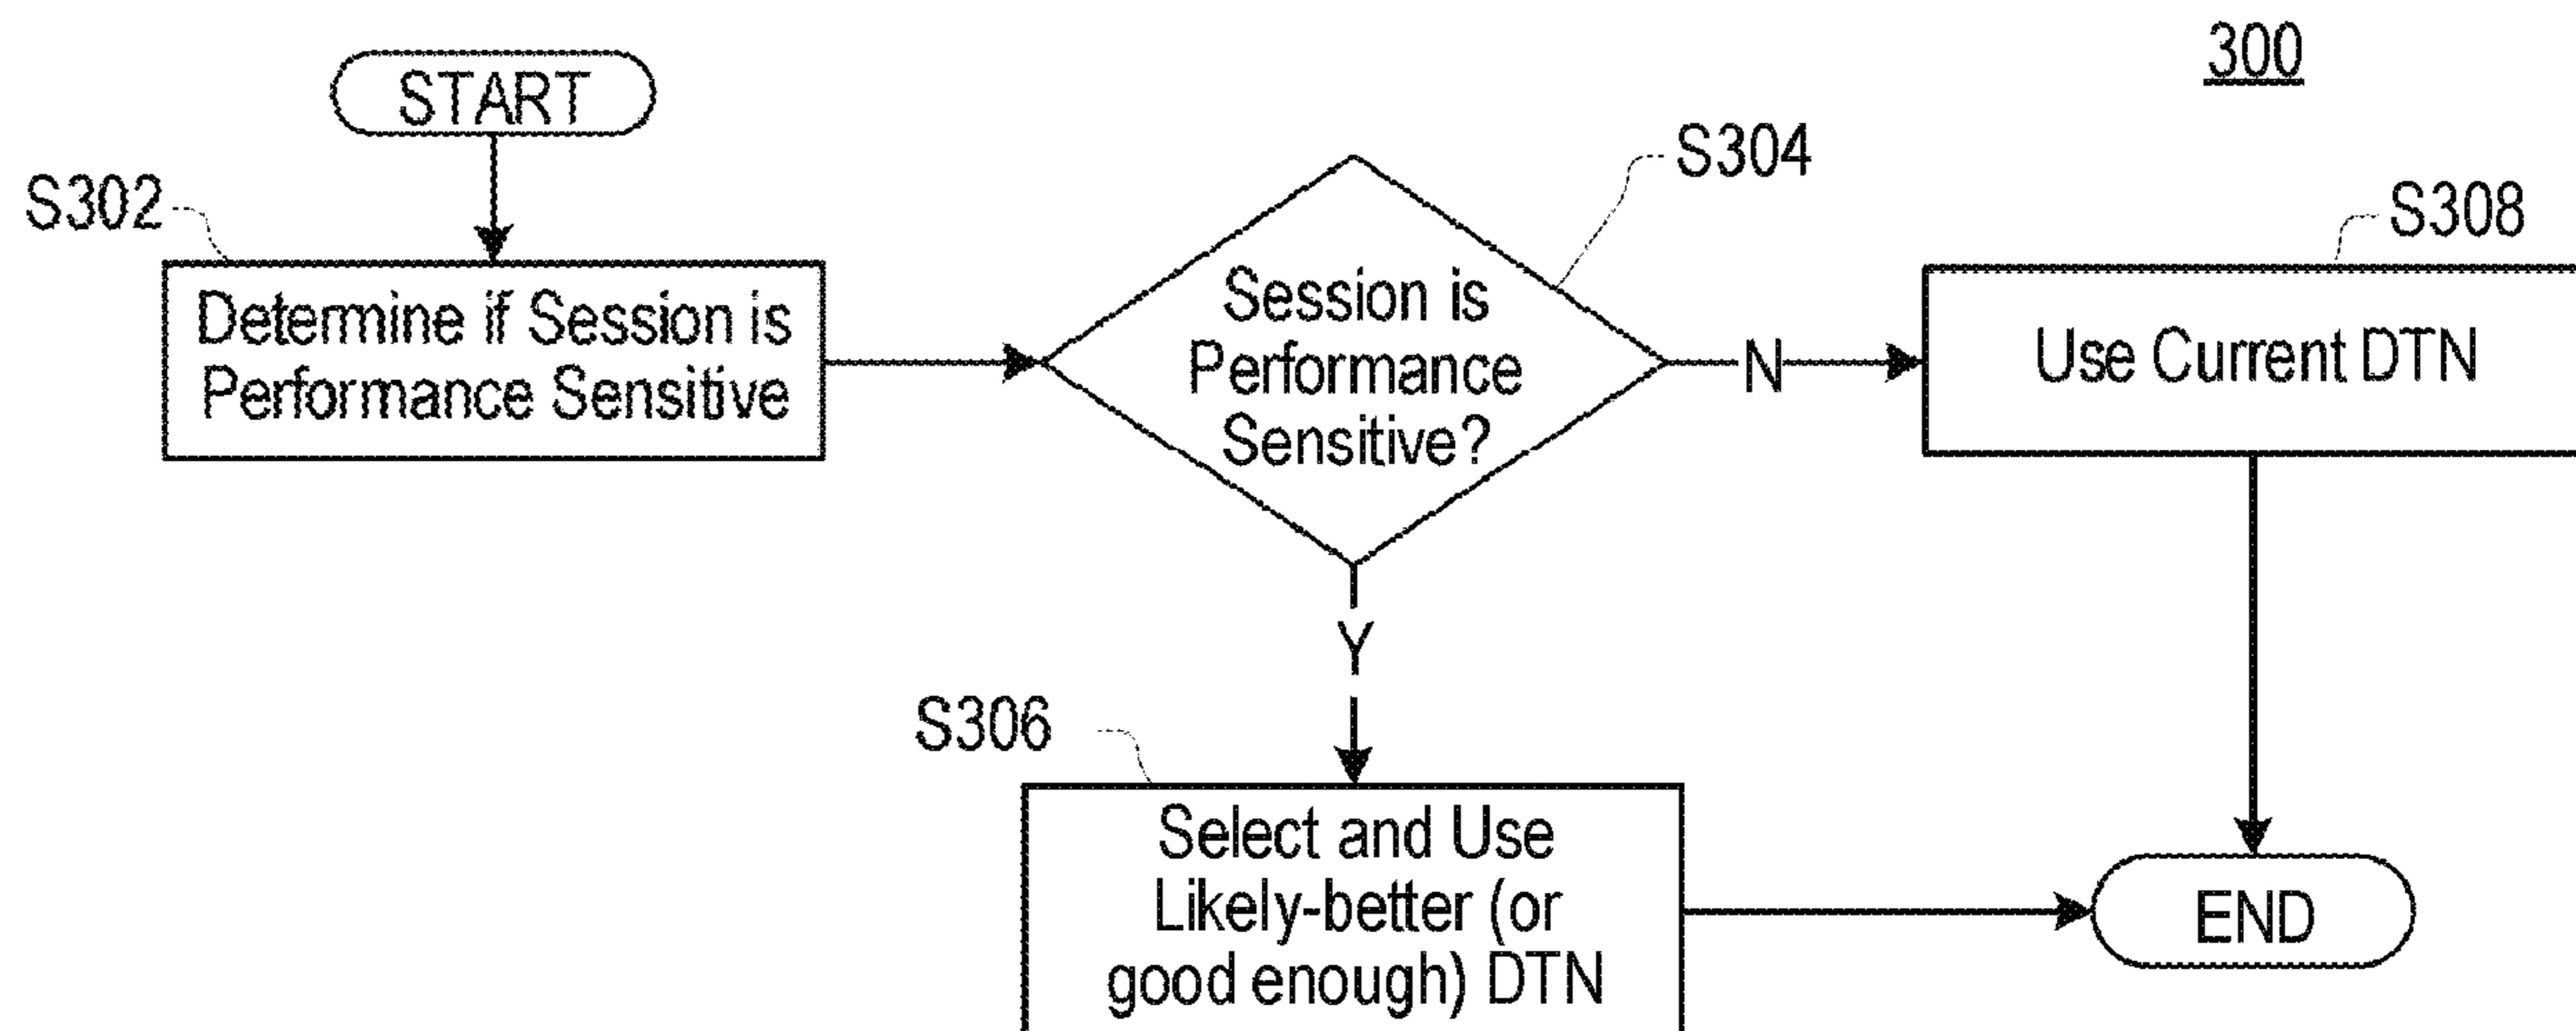 300
START
S302
Determine if Session is
Performance Sensitive
S304
Session is
Performance
Sensitive?
N
S308
Use Current DTN
Y
S306
Select and Use
Likely-better (or
good enough) DTN
END